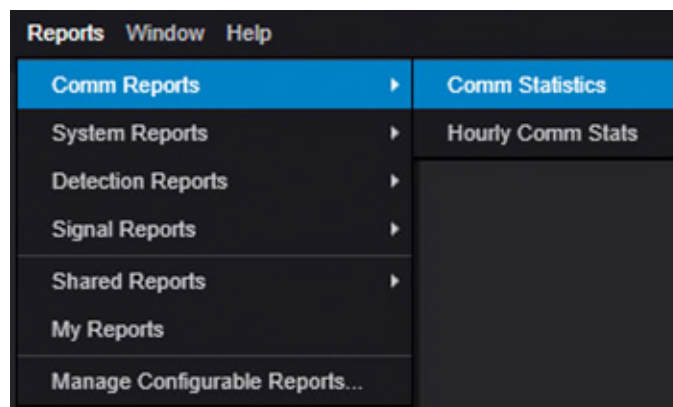 Reports Window Help
Comm Reports
Comm Statistics
System Reports
Hourly Comm Stats
Detection Reports
Signal Reports
Shared Reports
My Reports
Manage Configurable Reports...